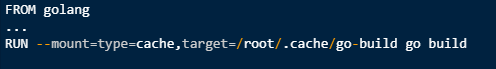 FROM golang
...
RUN --mount=type=cache,target=/root/.cache/go-build go build